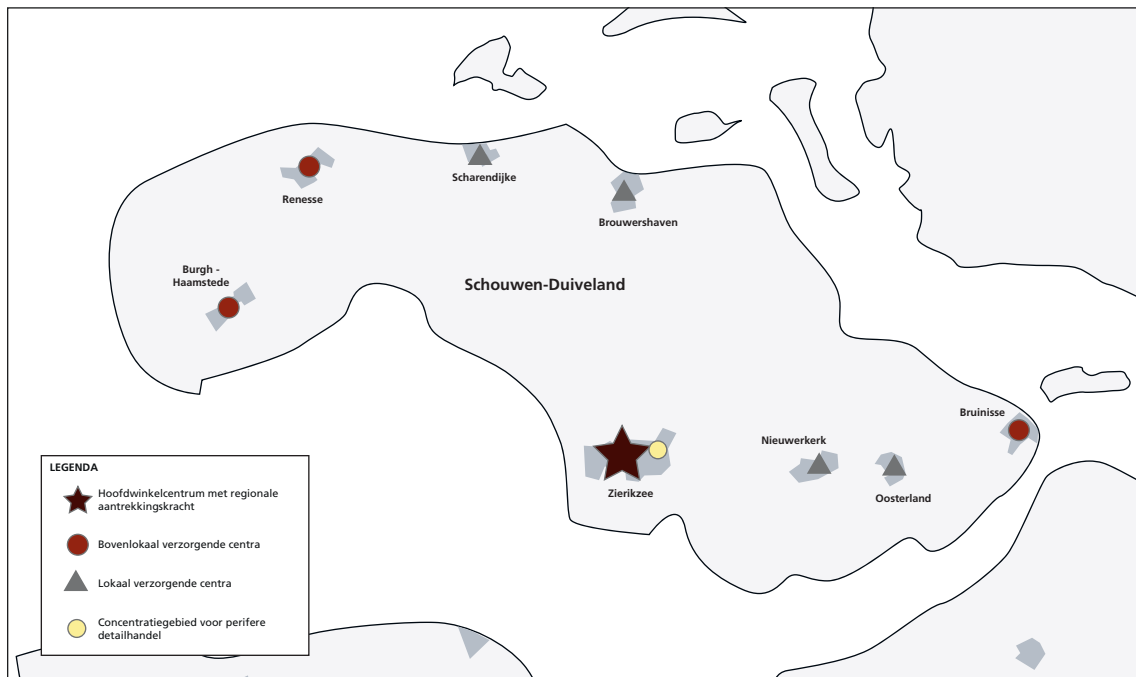 Scharendijke
Renesse
Brouwershaven
Burgh -
Haamstede
Schouwen-Duiveland
Bruinisse
Nieuwerkerk
Zierikzee
Oosterland
LEGENDA
Hoofdwinkelcentrum met regionale
aantrekkingskracht
Bovenlokaal verzorgende centra
Lokaal verzorgende centra
Concentratiegebied voor perifere
detailhandel